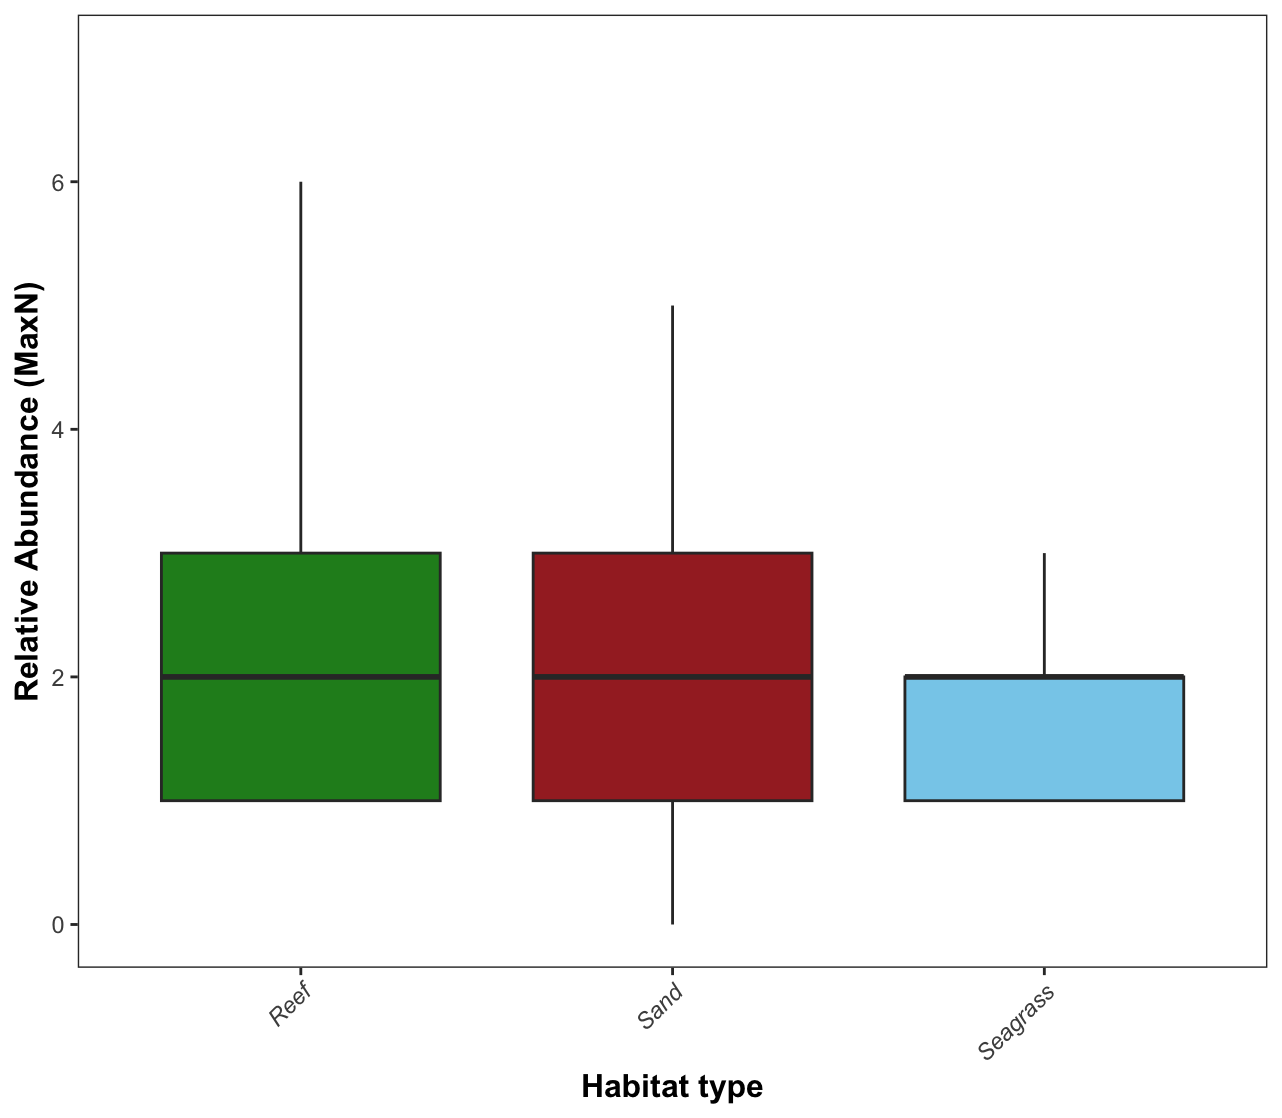 Relative Abundance (MaxN)
6
4
2
0
Reef
Sand
Seagrass
Habitat type